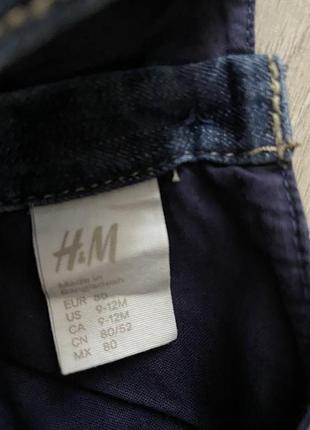 H&M
Made in
Bangladesh
EUR 80
US 9-12M
CA 9-12M
CN 80/52
MX 80